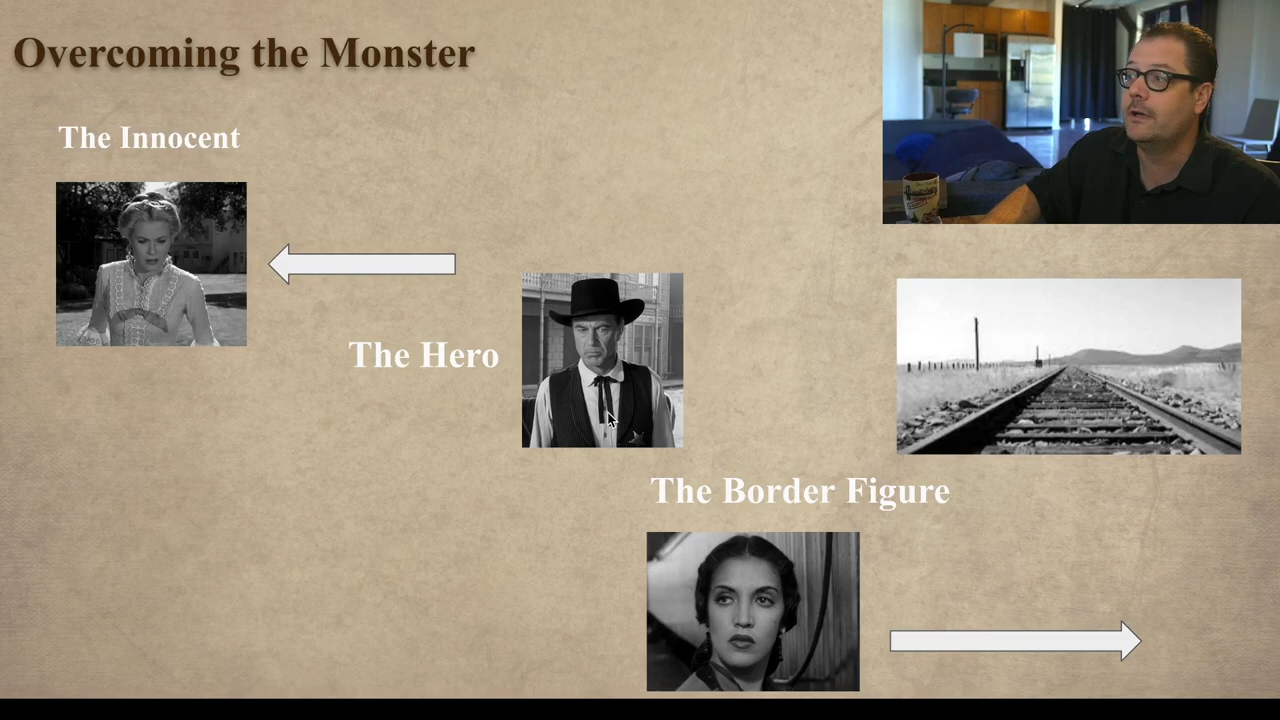 Overcoming the Monster
The Innocent
The Hero
The Border Figure